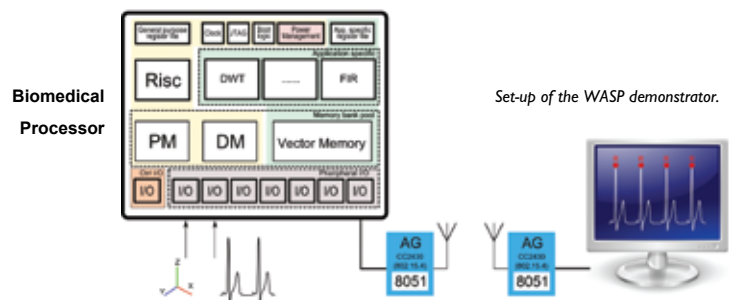 General purpose
register file
Clock
JTAG
Boot
logic
Power
Management
App. specific
register file
Application specific
Risc
DWT
......
FIR
Biomedical
Processor
Set-up of the WASP demonstrator.
Memory bank pool
PM
DM
Vector Memory
Ctrl I/O
Pheripheral I/O
I/O
I/O
I/O
I/O
I/O
I/O
I/O
I/O
AG
CC2430
(802.15.4)
8051
AG
CC2430
(802.15.4)
8051
Z
Y
X